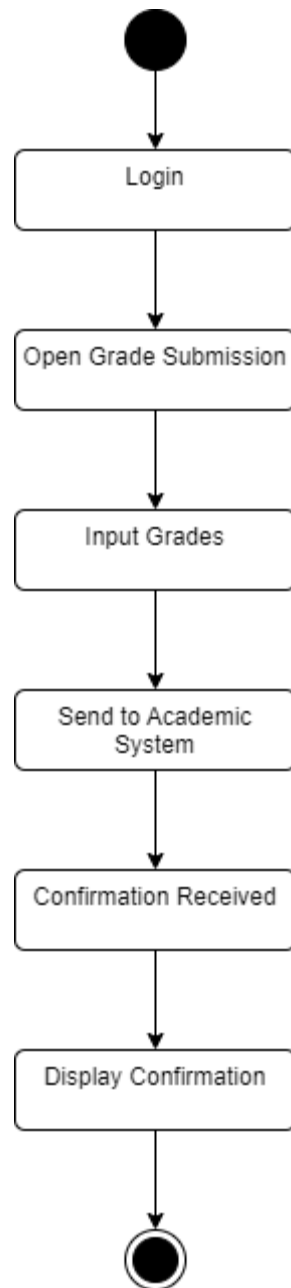 Login
Open Grade Submission
Input Grades
Send to Academic
System
Confirmation Received
Display Confirmation